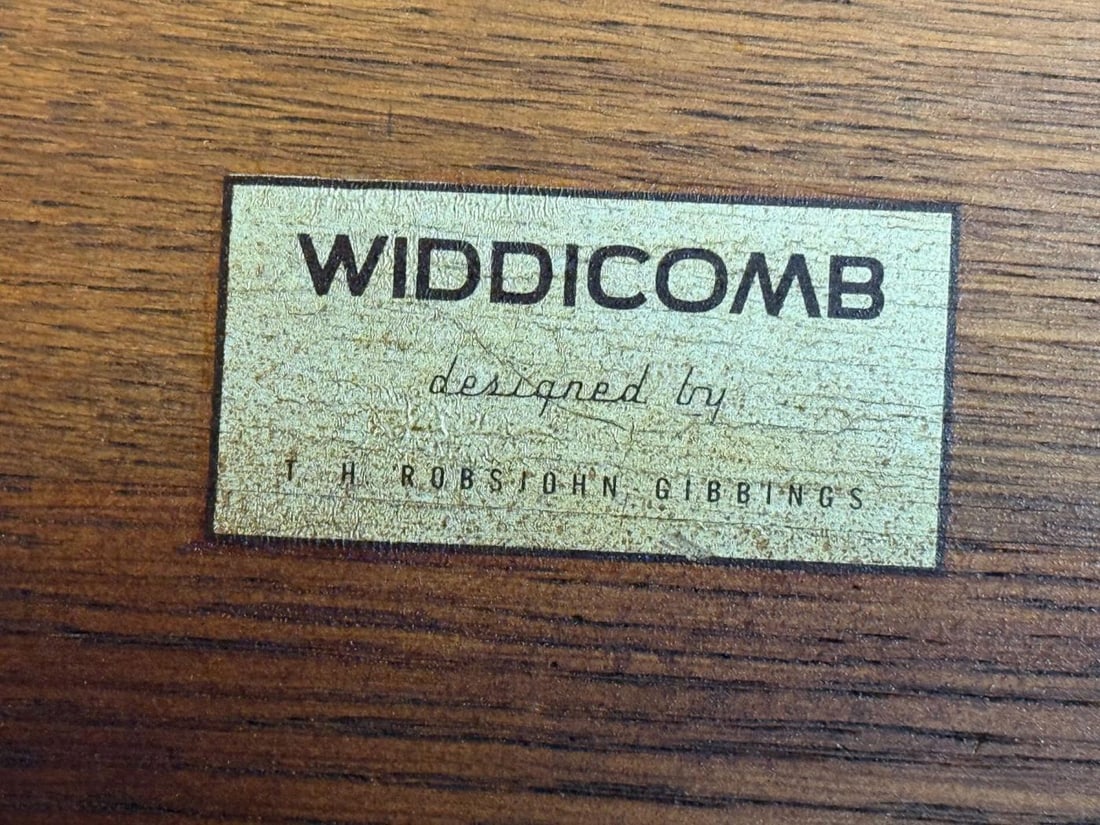 WIDDICOMB
designed by
T. H. ROBSJOHN-GIBBINGS